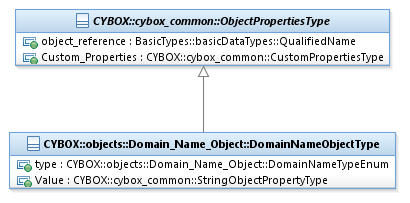 CYBOX::cybox_common::ObjectPropertiesType
object_reference : BasicTypes::basicDataTypes::QualifiedName
Custom_Properties : CYBOX::cybox_common::CustomPropertiesType
CYBOX::objects::Domain_Name_Object::DomainNameObjectType
type : CYBOX::objects::Domain_Name_Object::DomainNameTypeEnum
Value : CYBOX::cybox_common::StringObjectPropertyType